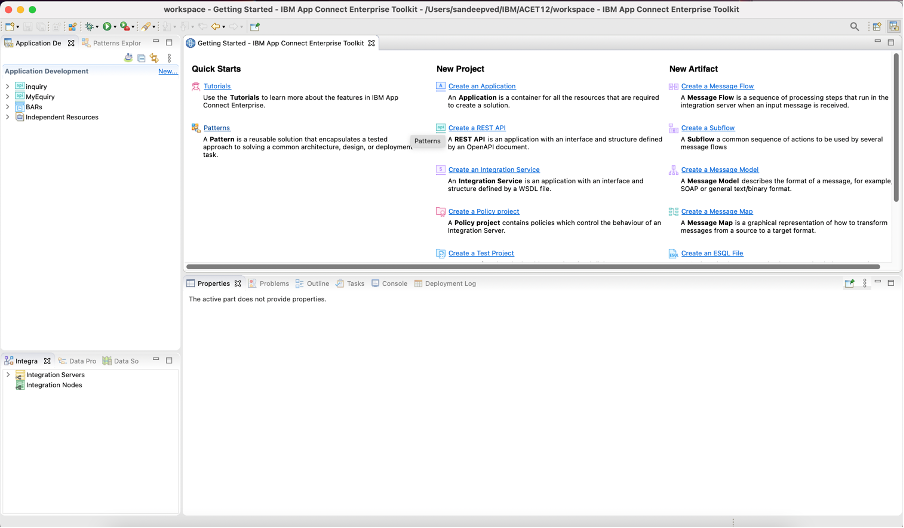 workspace - Getting Started - IBM App Connect Enterprise Toolkit - /Users/sandeepved/IBM/ACET12/workspace - IBM App Connect Enterprise Toolkit
Application De
Patterns Explor
Application Development
New...
inquiry
MyEquiry
BARs
Independent Resources
Getting Started - IBM App Connect Enterprise Toolkit
Quick Starts
Tutorials
Use the Tutorials to learn more about the features in IBM App
Connect Enterprise.
Patterns
A Pattern is a reusable solution that encapsulates a tested
approach to solving a common architecture, design, or deployment
task.
Patterns
New Project
Create an Application
An Application is a container for all the resources that are required
to create a solution.
Create a REST API
A REST API is an application with an interface and structure defined
by an OpenAPI document.
Create an Integration Service
An Integration Service is an application with an interface and
structure defined by a WSDL file.
Create a Policy project
A Policy project contains policies which control the behaviour of an
Integration Server.
Create a Test Project
New Artifact
Create a Message Flow
A Message Flow is a sequence of processing steps that run in the
integration server when an input message is received.
Create a Subflow
A Subflow a common sequence of actions to be used by several
message flows
Create a Message Model
A Message Model describes the format of a message, for example
SOAP or general text/binary format.
Create a Message Map
A Message Map is a graphical representation of how to transform
messages from a source to a target format.
Create an ESQL File
Properties
Problems
Outline
Tasks
Console
Deployment Log
The active part does not provide properties.
Integra
Data Pro
Data So
Integration Servers
Integration Nodes